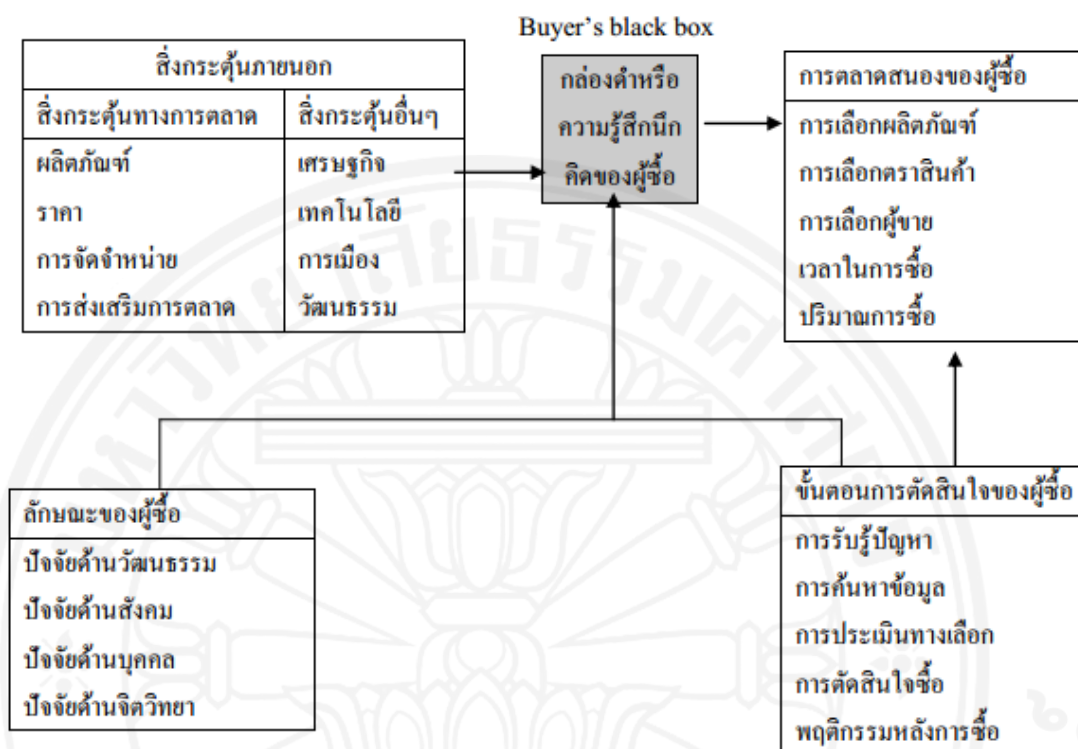 Buyer's black box
สิ่งกระตุ้นภายนอก
สิ่งกระตุ้นทางการตลาด
ผลิตภัณฑ์
ราคา
การจัดจำหน่าย
การส่งเสริมการตลาด
สิ่งกระตุ้นอื่นๆ
เศรษฐกิจ
เทคโนโลยี
การเมือง
วัฒนธรรม
กล่องดำหรือ
ความรู้สึกนึก
คิดของผู้ซื้อ
การตลาดสนองของผู้ซื้อ
การเลือกผลิตภัณฑ์
การเลือกตราสินค้า
การเลือกผู้ขาย
เวลาในการซื้อ
ปริมาณการซื้อ
ลักษณะของผู้ซื้อ
ปัจจัยด้านวัฒนธรรม
ปัจจัยด้านสังคม
ปัจจัยด้านบุคคล
ปัจจัยด้านจิตวิทยา
ขั้นตอนการตัดสินใจของผู้ซื้อ
การรับรู้ปัญหา
การค้นหาข้อมูล
การประเมินทางเลือก
การตัดสินใจซื้อ
พฤติกรรมหลังการซื้อ